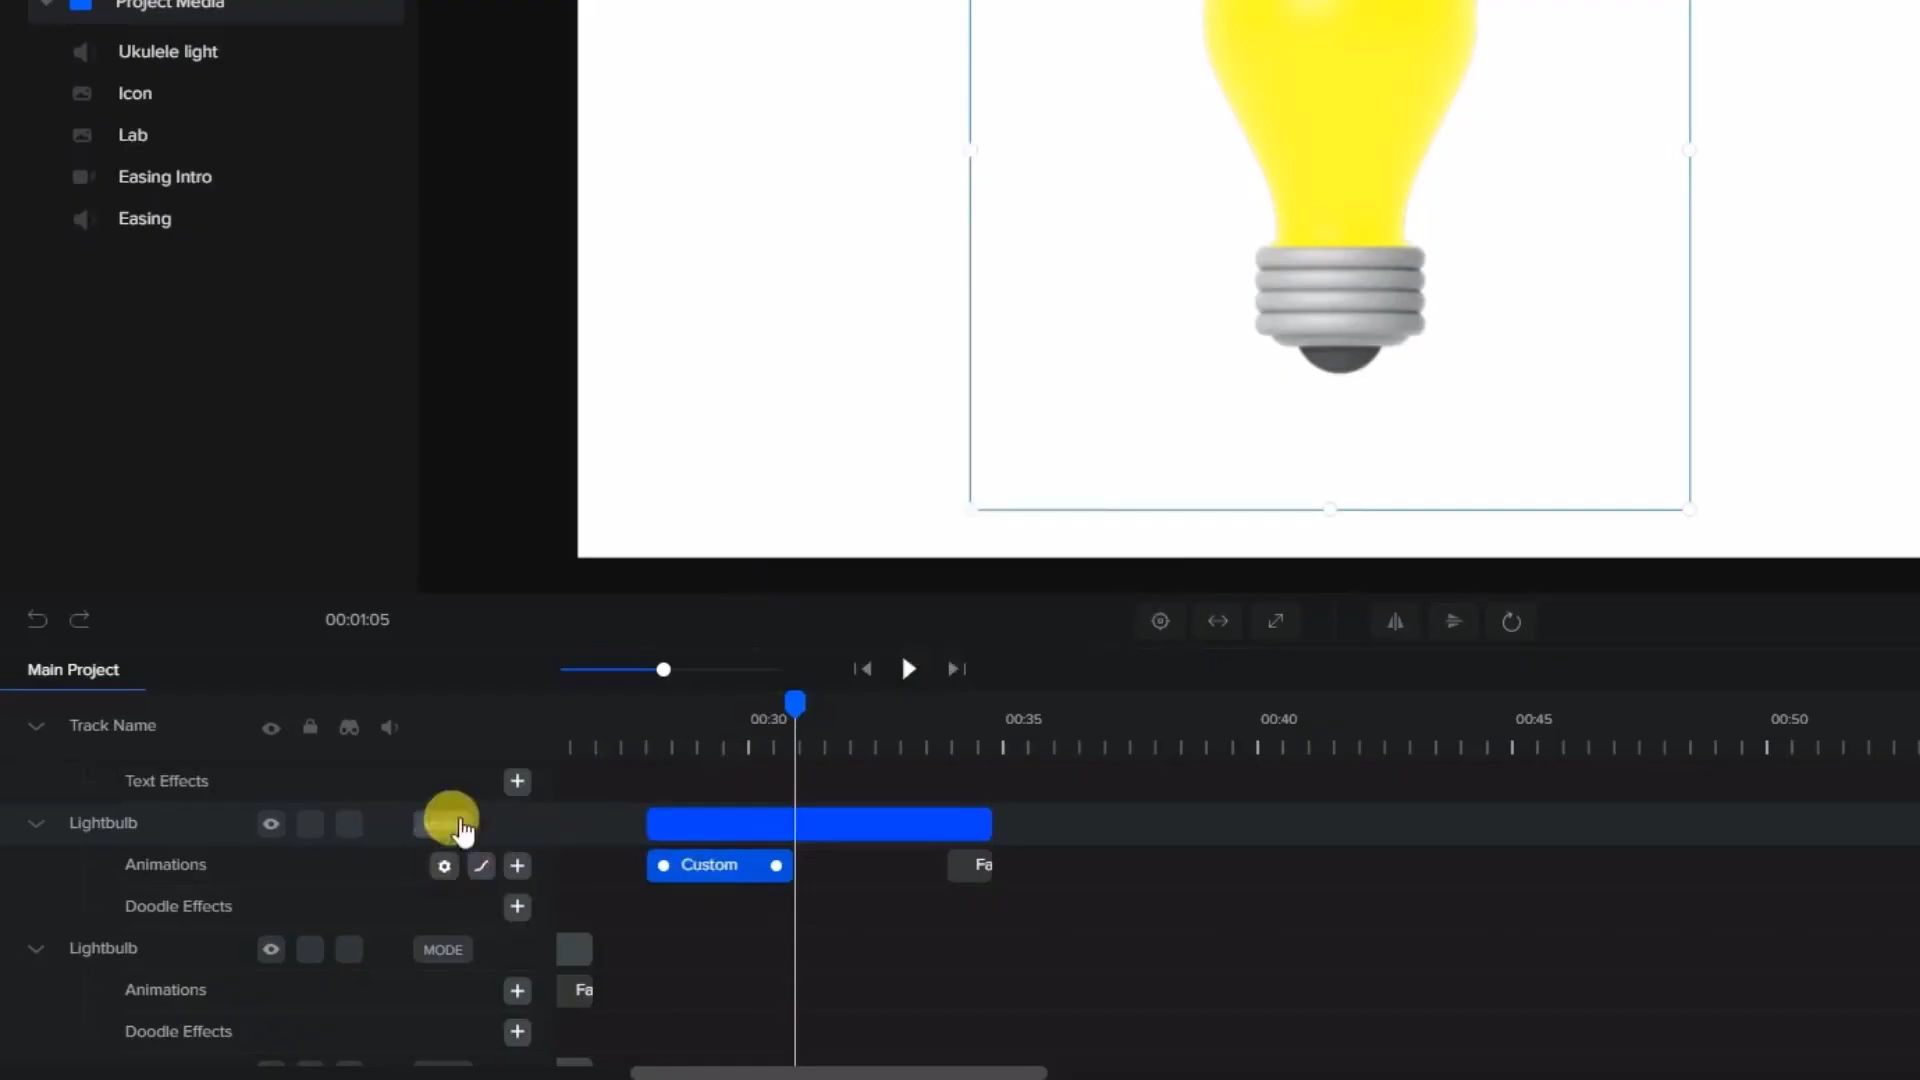 Project Media
Ukulele light
Icon
Lab
Easing Intro
Easing
00:01:05
Main Project
00:30
00:35
00:40
00:45
00:50
Track Name
Text Effects
Lightbulb
Animations
Custom
Fa
Doodle Effects
Lightbulb
MODE
Animations
Fa
Doodle Effects